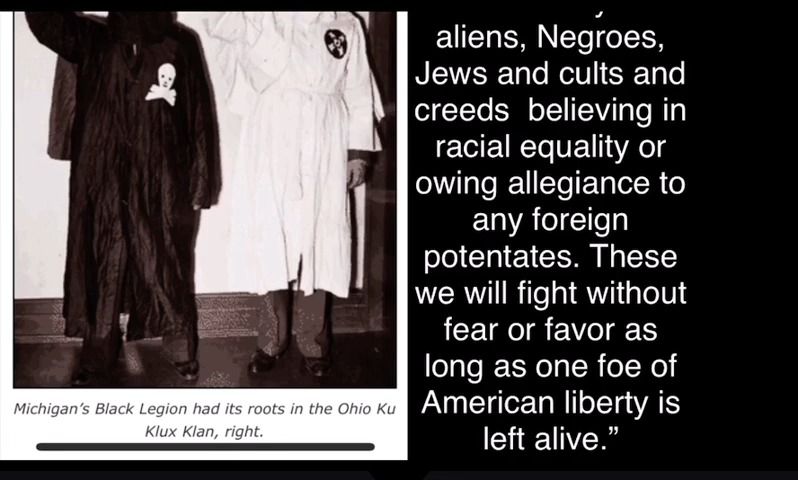 aliens, Negroes,
Jews and cults and
creeds believing in
racial equality or
owing allegiance to
any foreign
potentates. These
we will fight without
fear or favor as
long as one foe of
American liberty is
left alive.”
Michigan’s Black Legion had its roots in the Ohio Ku
Klux Klan, right.